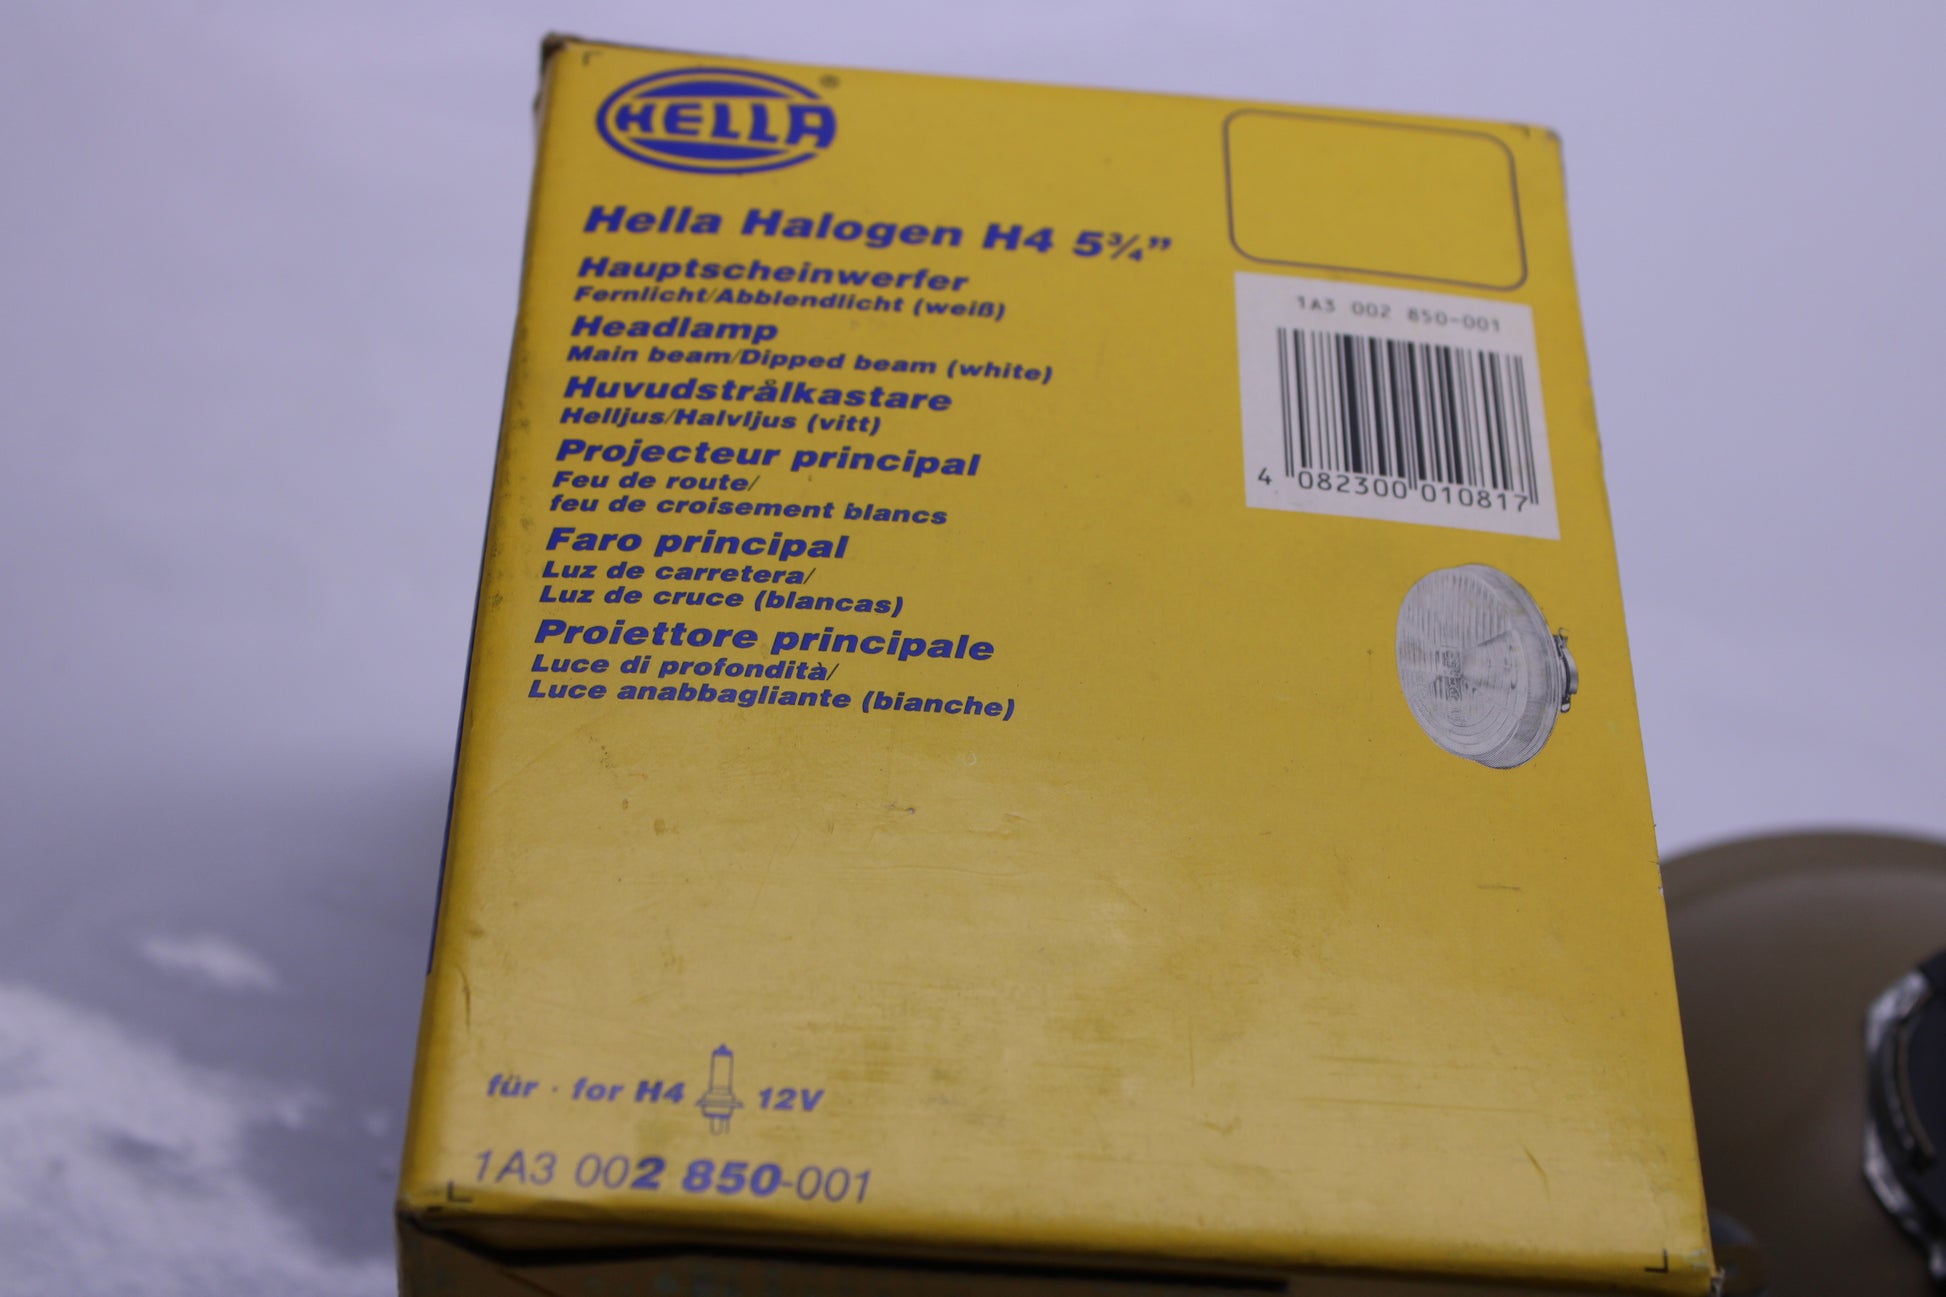 HELLA®
Hella Halogen H4 5¾”
Hauptscheinwerfer
Fernlicht/Abblendlicht (weiß)
Headlamp
Main beam/Dipped beam (white)
Huvudstrålkastare
Helljus/Halvljus (vitt)
Projecteur principal
Feu de route/
feu de croisement blancs
Faro principal
Luz de carretera/
Luz de cruce (blancas)
Proiettore principale
Luce di profondità/
Luce anabbagliante (bianche)
1A3 002 850-001
4 082300 010817
für · for H4 12V
1A3 002 850-001